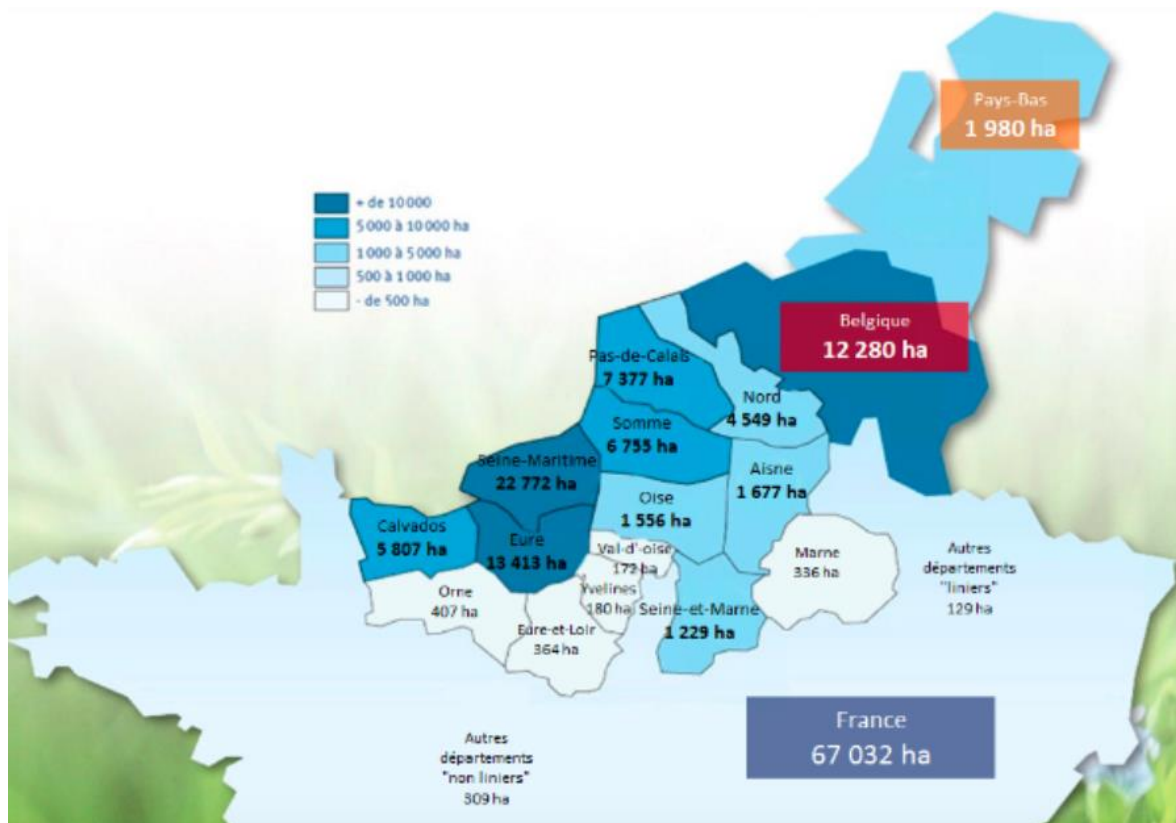 Pays-Bas
1 980 ha
+ de 10 000
5 000 à 10 000 ha
1 000 à 5 000 ha
500 à 1 000 ha
- de 500 ha
Belgique
12 280 ha
Pas-de-Calais
7 377 ha
Nord
4 549 ha
Somme
6 755 ha
Seine-Maritime
22 772 ha
Aisne
1 677 ha
Oise
1 556 ha
Calvados
5 807 ha
Eure
13 413 ha
Val-d'oise
172 ha
Marne
336 ha
Autres
départements
"liniers"
129 ha
Orne
407 ha
Yvelines
180 ha
Seine-et-Marne
1 229 ha
Eure-et-Loir
364 ha
France
67 032 ha
Autres
départements
"non liniers"
309 ha